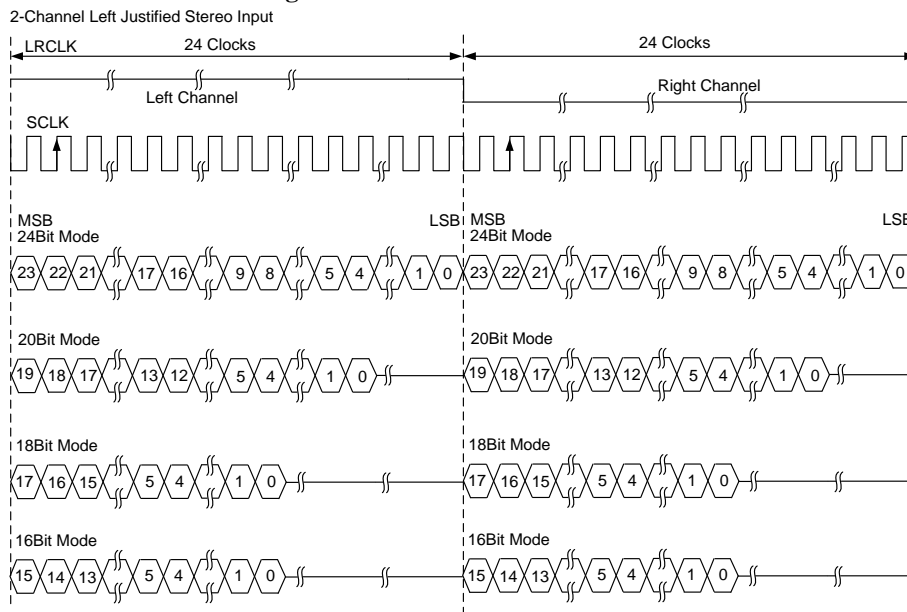 2-Channel Left Justified Stereo Input
LRCLK 24 Clocks 24 Clocks
Left Channel Right Channel
SCLK
MSB LSB MSB LSB
24Bit Mode 24Bit Mode
23 22 21 17 16 9 8 5 4 1 0 23 22 21 17 16 9 8 5 4 1 0
20Bit Mode 20Bit Mode
19 18 17 13 12 5 4 1 0 19 18 17 13 12 5 4 1 0
18Bit Mode 18Bit Mode
17 16 15 5 4 1 0 17 16 15 5 4 1 0
16Bit Mode 16Bit Mode
15 14 13 5 4 1 0 15 14 13 5 4 1 0